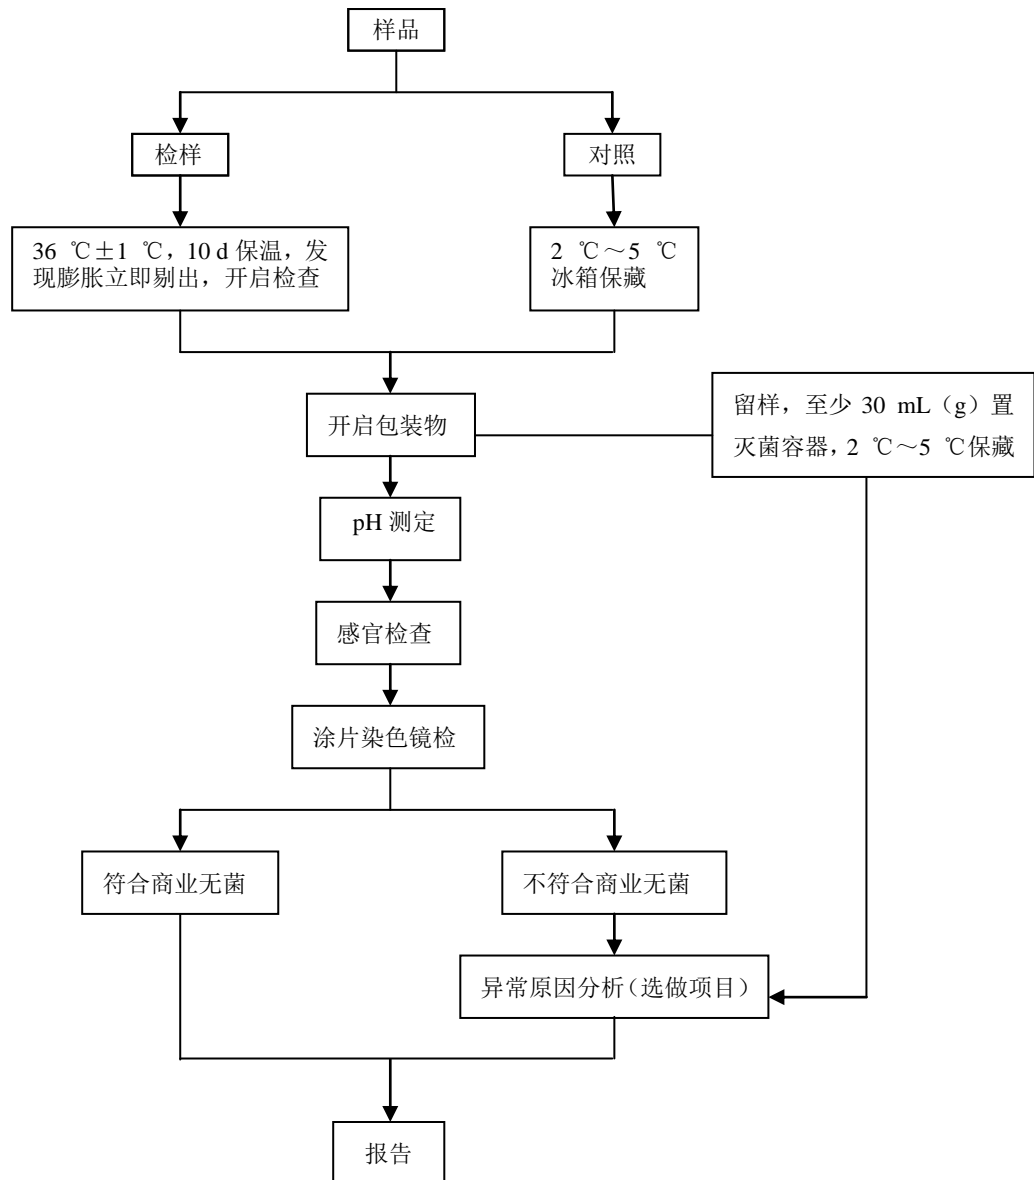 样品
检样
对照
36 ℃±1 ℃，10 d 保温，发
现膨胀立即剔出，开启检查
2 ℃～5 ℃
冰箱保藏
开启包装物
留样，至少 30 mL（g）置
灭菌容器，2 ℃～5 ℃保藏
pH 测定
感官检查
涂片染色镜检
符合商业无菌
不符合商业无菌
异常原因分析（选做项目）
报告